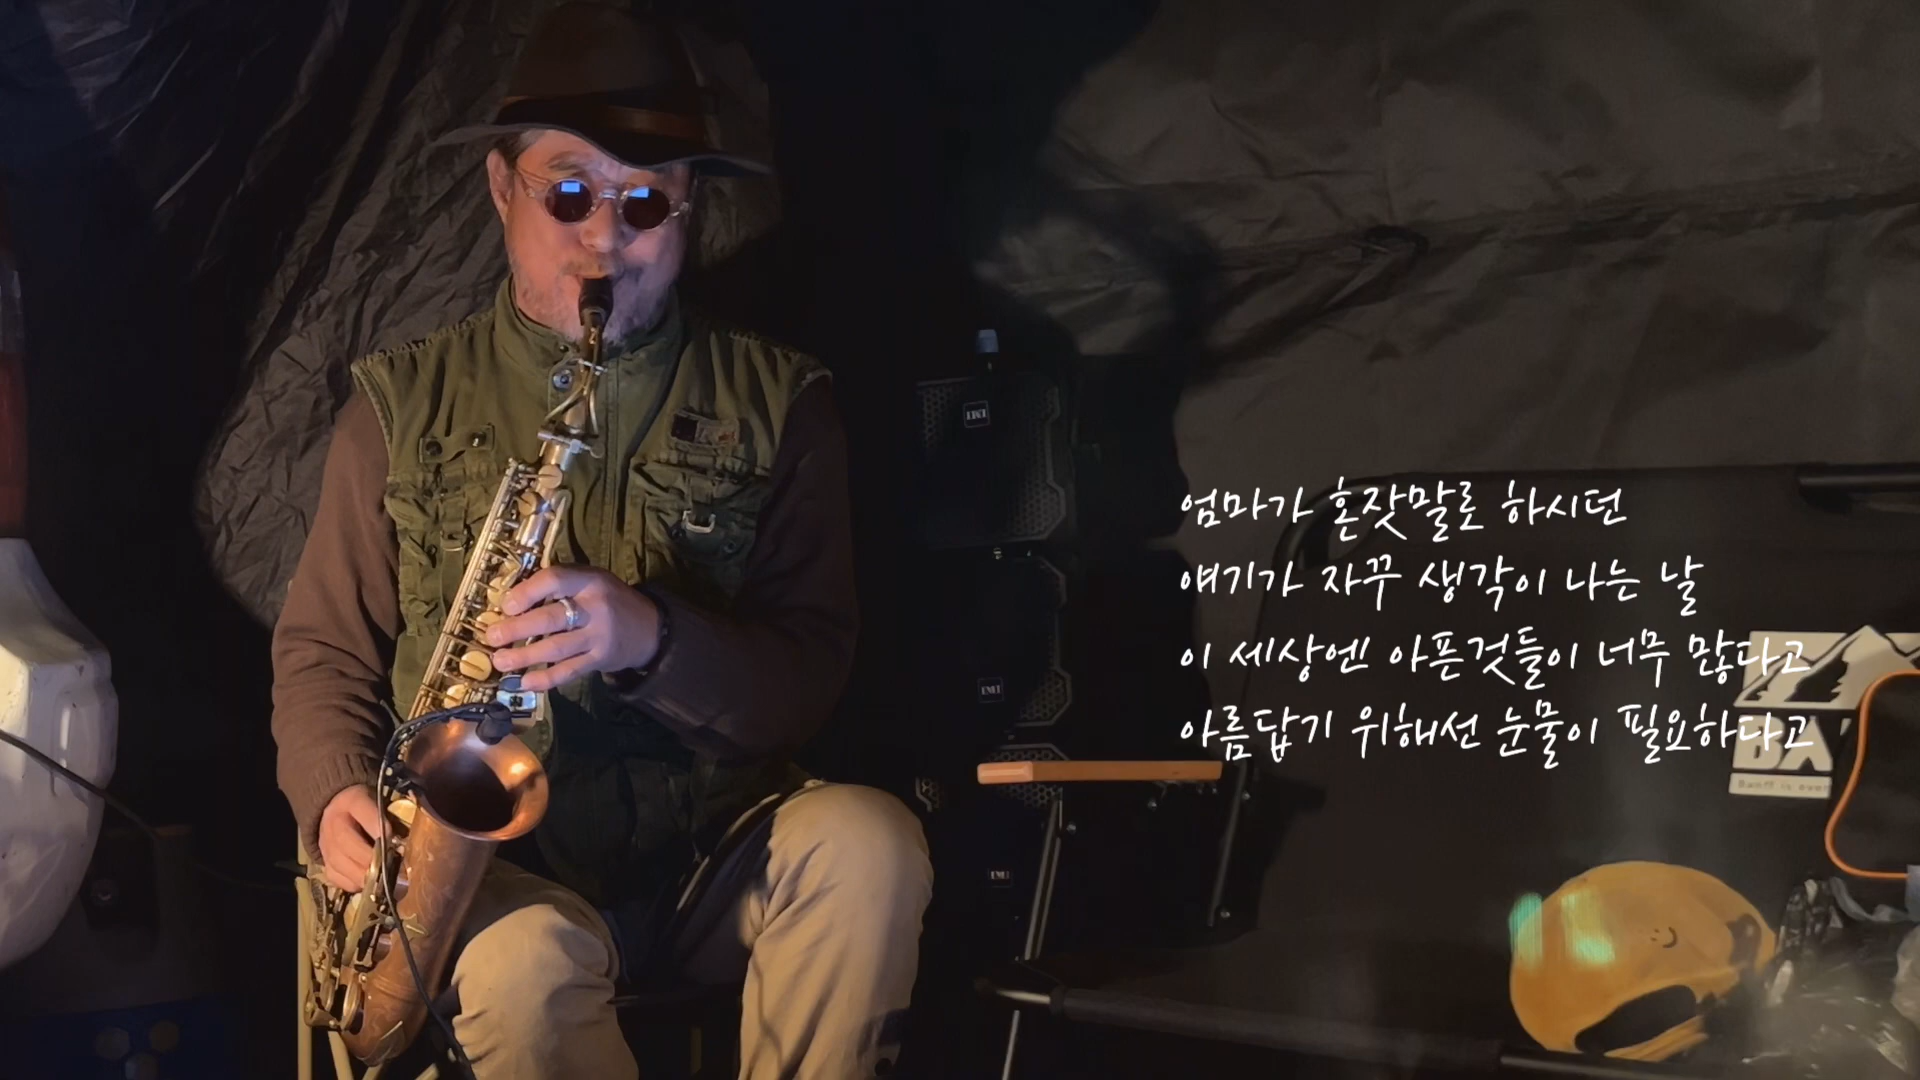 엄마가 혼잣말로 하시던
얘기가 자꾸 생각이 나는 날
이 세상엔 아픈것들이 너무 많다고
아름답기 위해선 눈물이 필요하다고